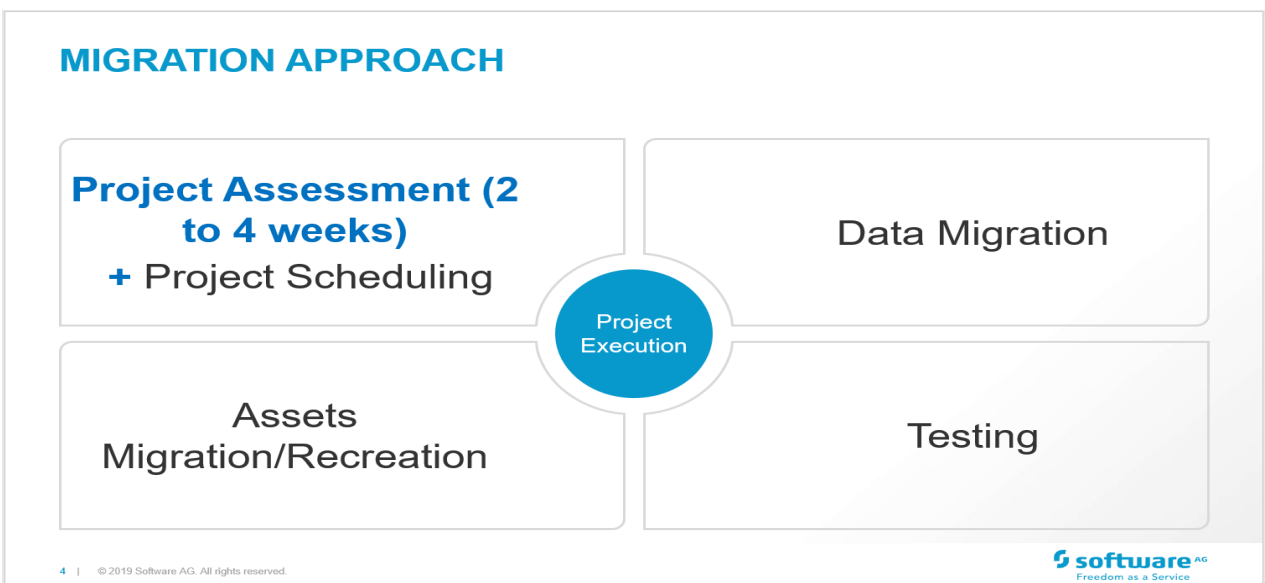 MIGRATION APPROACH
Project Assessment (2
to 4 weeks)
+ Project Scheduling
Data Migration
Project
Execution
Assets
Migration/Recreation
Testing
4 | © 2019 Software AG. All rights reserved.
software AG
Freedom as a Service